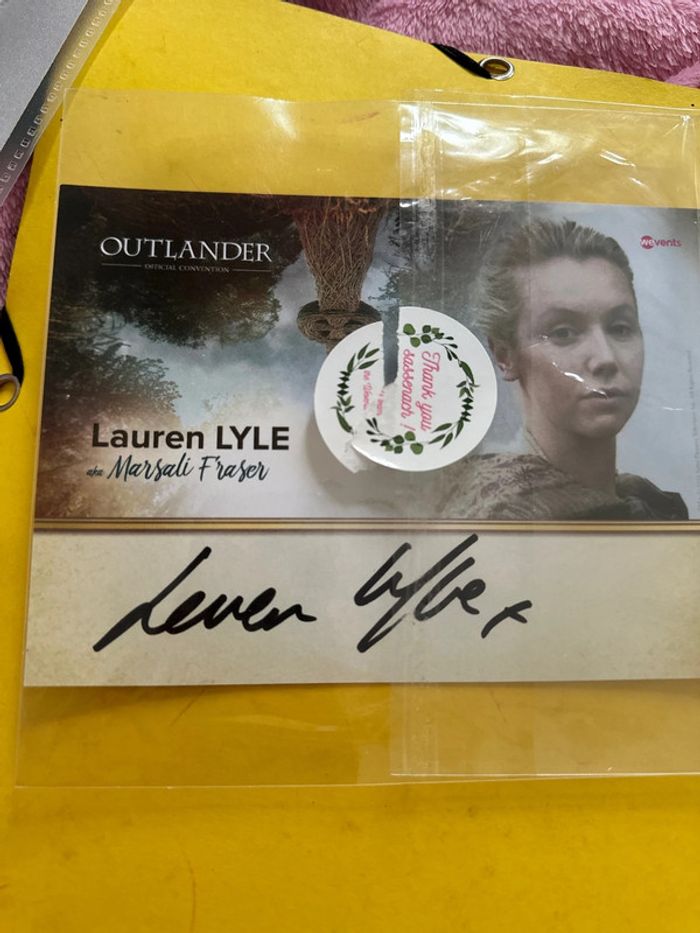 OUTLANDER
OFFICIAL CONVENTION
wevents
Thank you
sassenach !
Lauren LYLE
aka Marsali Fraser
Lauren Lyle x